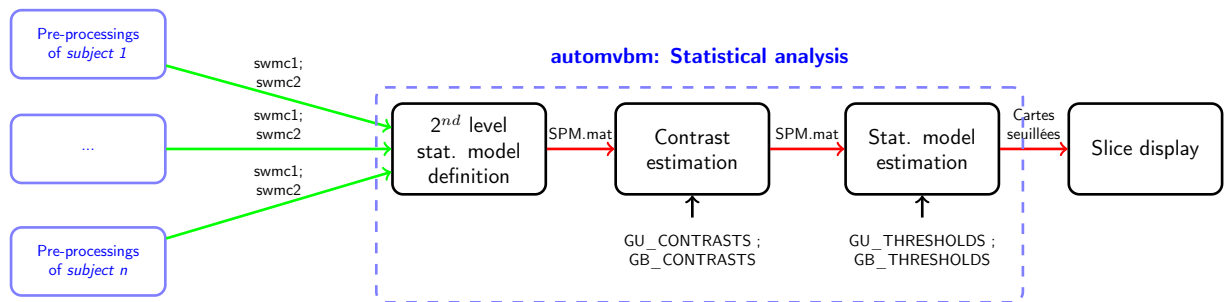 Pre-processings
of subject 1
...
Pre-processings
of subject n
swmc1;
swmc2
swmc1;
swmc2
swmc1;
swmc2
automvbm: Statistical analysis
2nd level
stat. model
definition
SPM.mat
Contrast
estimation
SPM.mat
Stat. model
estimation
Cartes
seuillées
Slice display
GU_CONTRASTS ;
GB_CONTRASTS
GU_THRESHOLDS ;
GB_THRESHOLDS